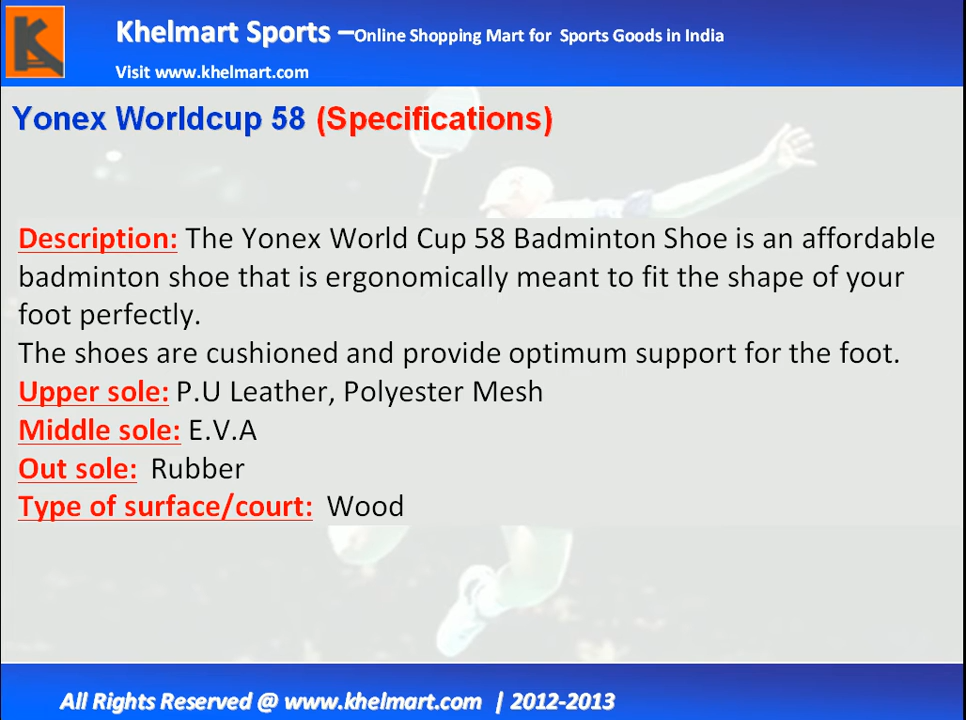 K
Khelmart Sports –Online Shopping Mart for Sports Goods in India
Visit www.khelmart.com
Yonex Worldcup 58 (Specifications)
Description: The Yonex World Cup 58 Badminton Shoe is an affordable
badminton shoe that is ergonomically meant to fit the shape of your
foot perfectly.
The shoes are cushioned and provide optimum support for the foot.
Upper sole: P.U Leather, Polyester Mesh
Middle sole: E.V.A
Out sole: Rubber
Type of surface/court: Wood
All Rights Reserved @ www.khelmart.com | 2012-2013